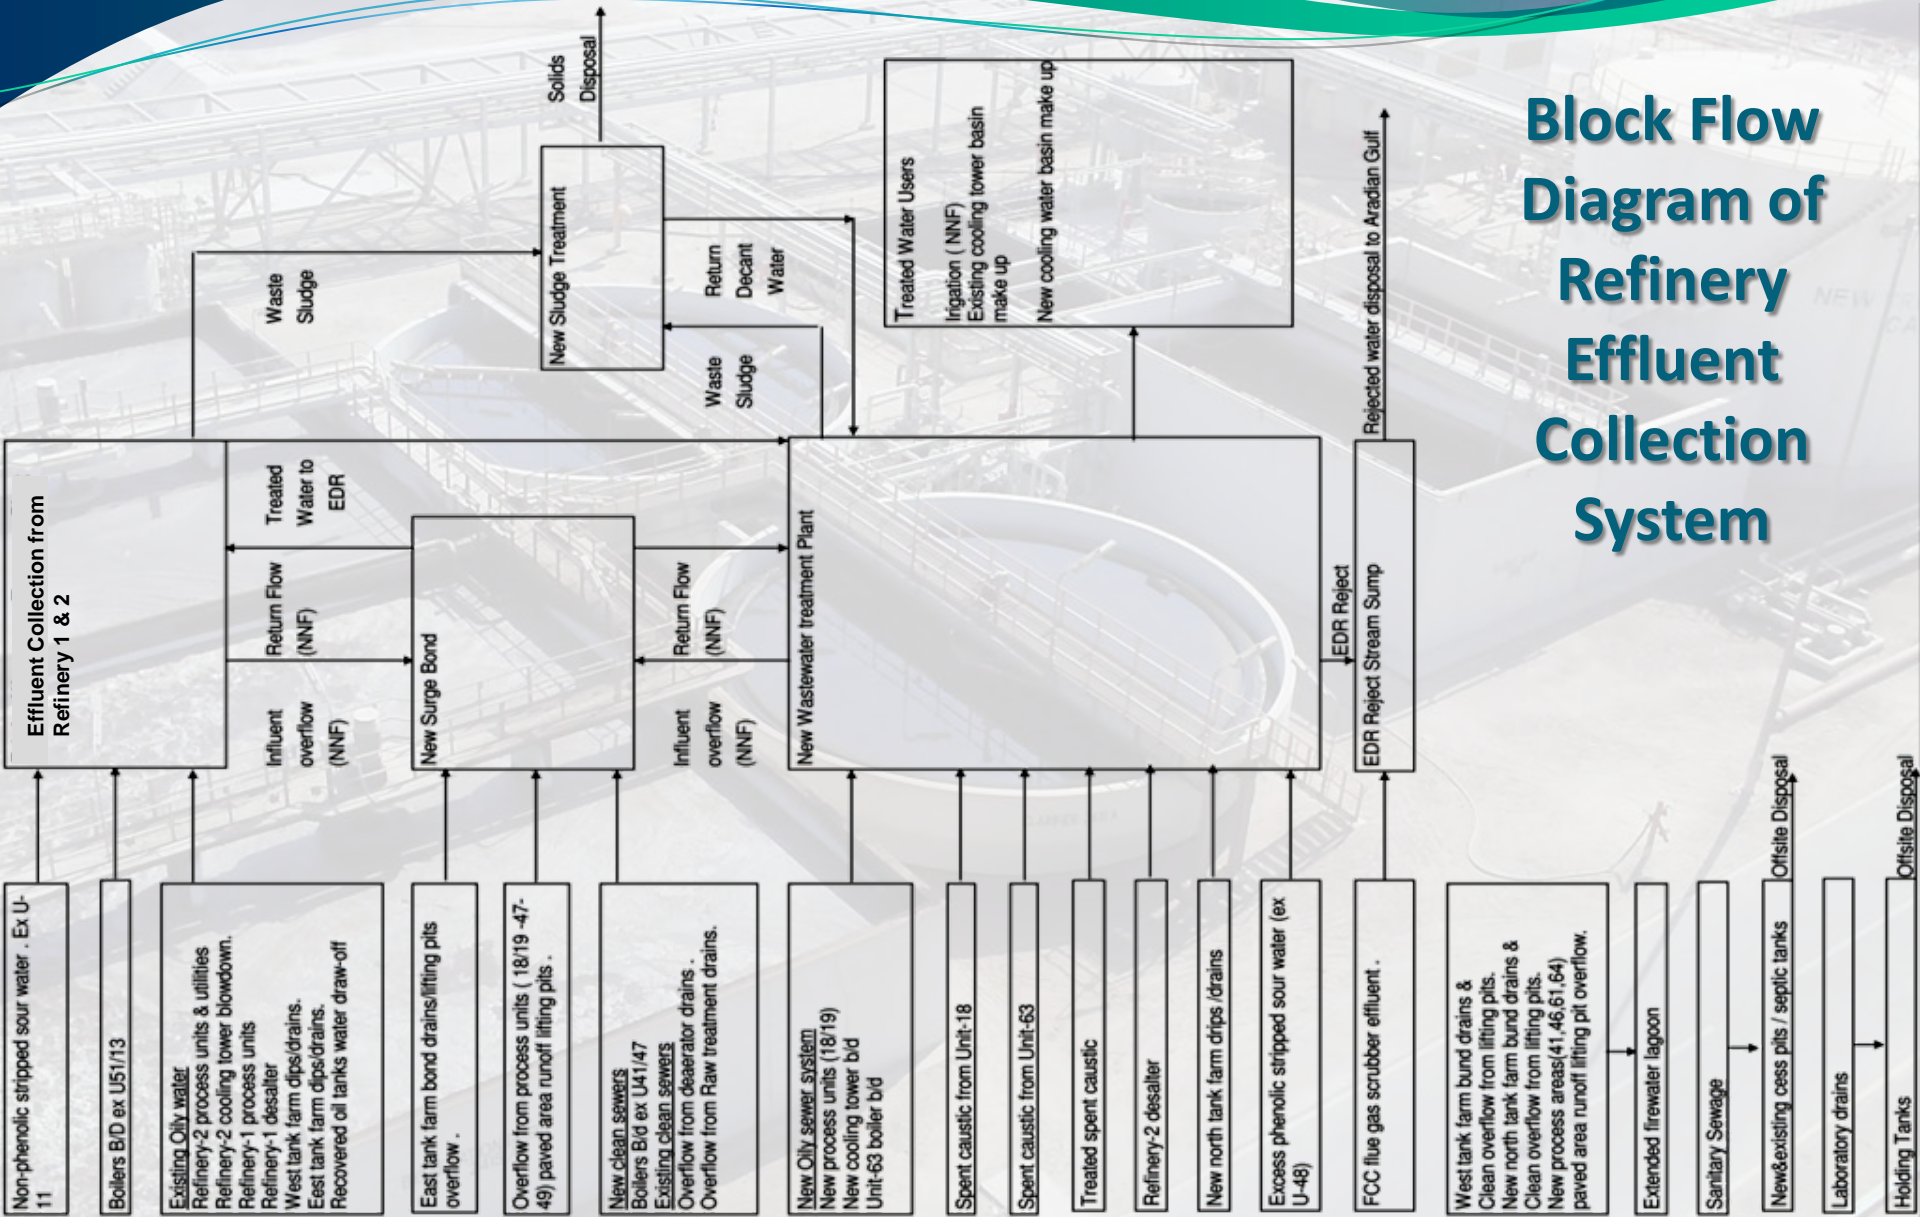 Block Flow
Diagram of
Refinery
Effluent
Collection
System
Non-phenolic stripped sour water . Ex U-
11
Boilers B/D ex U51/13
Existing Oily water
Refinery-2 process units & utilities
Refinery-2 cooling tower blowdown.
Refinery-1 process units
Refinery-1 desalter
West tank farm dips/drains.
Eest tank farm dips/drains.
Recovered oil tanks water draw-off
East tank farm bond drains/lifting pits
overflow .
Overflow from process units ( 18/19 -47-
49) paved area runoff lifting pits .
New clean sewers
Boilers B/d ex U41/47
Existing clean sewers
Overflow from deaerator drains .
Overflow from Raw treatment drains.
New Oily sewer system
New process units (18/19)
New cooling tower b/d
Unit-63 boiler b/d
Spent caustic from Unit-18
Spent caustic from Unit-63
Treated spent caustic
Refinery-2 desalter
New north tank farm drips /drains
Excess phenolic stripped sour water (ex
U-48)
FCC flue gas scrubber effluent .
West tank farm bund drains &
Clean overflow from lifting pits.
New north tank farm bund drains &
Clean overflow from lifting pits.
New process areas(41,46,61,64)
paved area runoff lifting pit overflow.
Extended firewater lagoon
Sanitary Sewage
New&existing cess pits / septic tanks
Laboratory drains
Holding Tanks
Offsite Disposal
Offsite Disposal
Effluent Collection from
Refinery 1 & 2
Influent
overflow
(NNF)
Return Flow
(NNF)
Treated
Water to
EDR
Waste
Sludge
New Surge Bond
Influent
overflow
(NNF)
Return Flow
(NNF)
Waste
Sludge
Return
Decant
Water
New Sludge Treatment
Solids
Disposal
New Wastewater treatment Plant
EDR Reject
EDR Reject Stream Sump
Rejected water disposal to Aradian Gulf
Treated Water Users
Irrigation ( NNF)
Existing cooling tower basin
make up
New cooling water basin make up